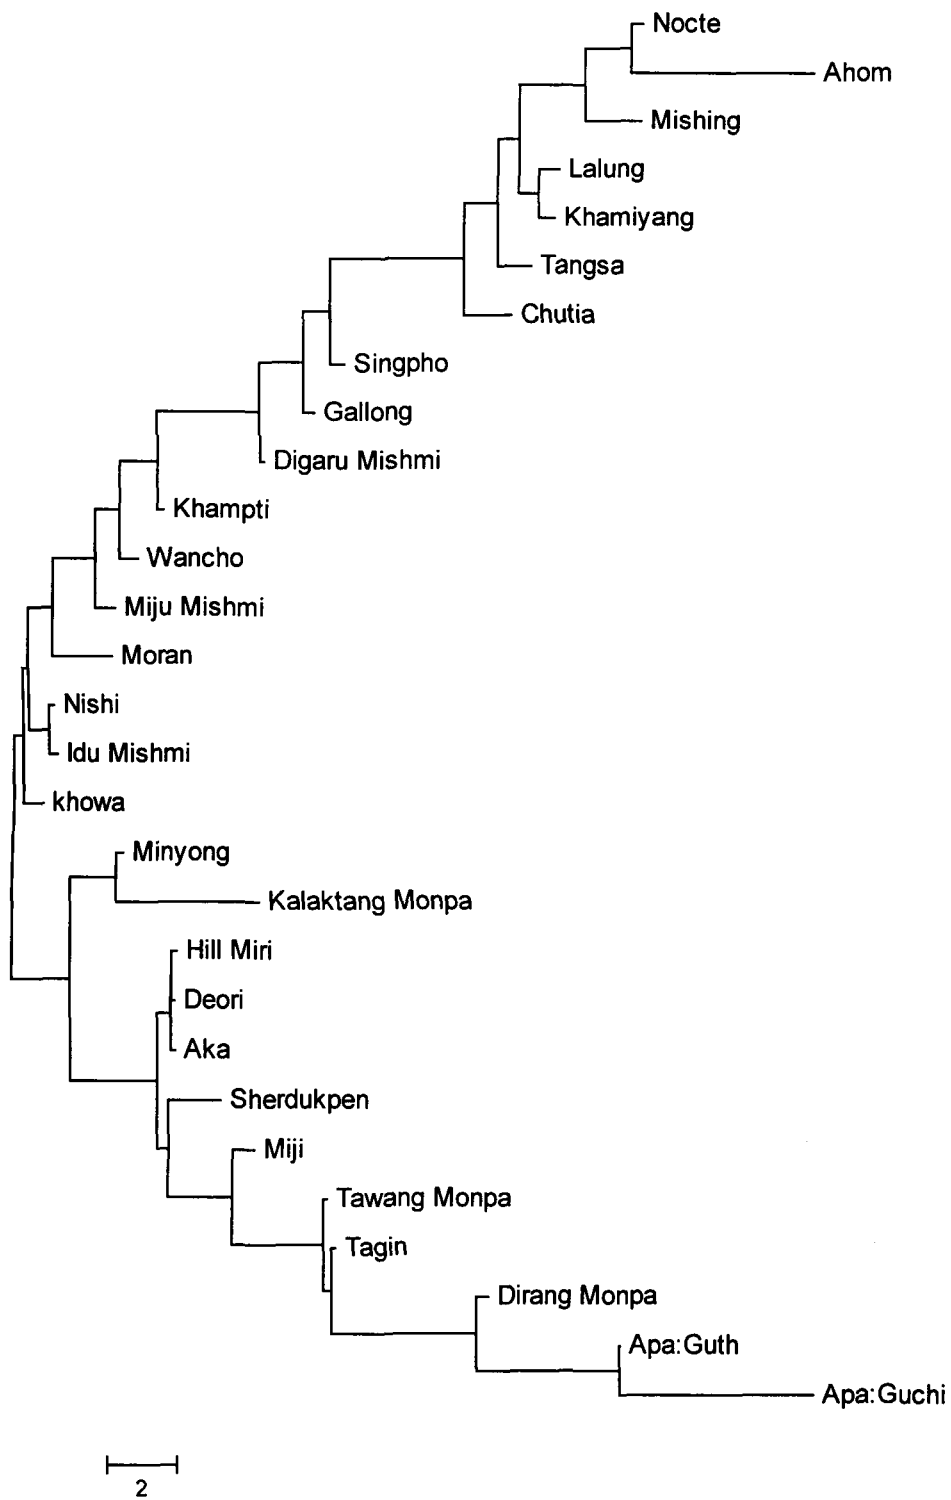 Nocte
Ahom
Mishing
Lalung
Khamiyang
Tangsa
Chutia
Singpho
Gallong
Digaru Mishmi
Khampti
Wancho
Miju Mishmi
Moran
Nishi
Idu Mishmi
khowa
Minyong
Kalaktang Monpa
Hill Miri
Deori
Aka
Sherdukpen
Miji
Tawang Monpa
Tagin
Dirang Monpa
Apa:Guth
Apa:Guchi
2